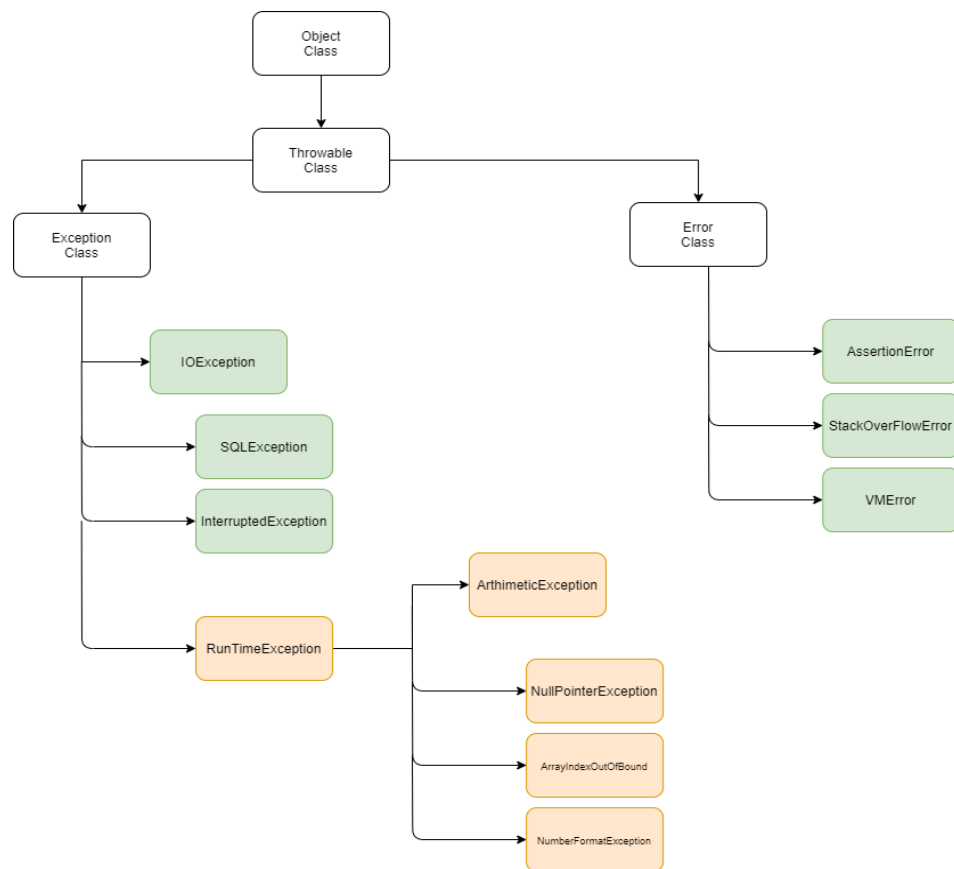 Object
Class
Throwable
Class
Exception
Class
Error
Class
IOException
AssertionError
StackOverFlowError
SQLException
VMError
InterruptedException
ArthimeticException
RunTimeException
NullPointerException
ArrayIndexOutOfBound
NumberFormatException